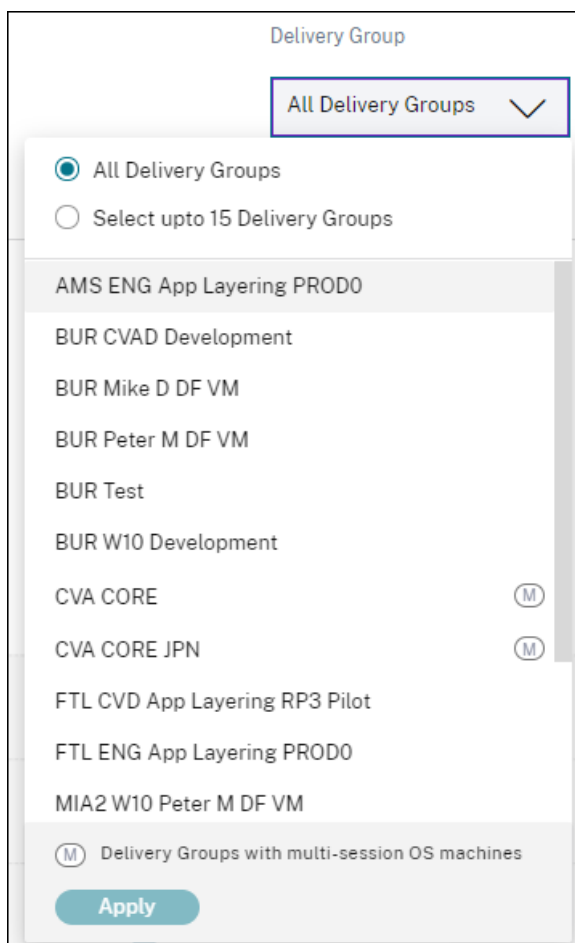 Delivery Group
All Delivery Groups
All Delivery Groups
Select upto 15 Delivery Groups
AMS ENG App Layering PROD0
BUR CVAD Development
BUR Mike D DF VM
BUR Peter M DF VM
BUR Test
BUR W10 Development
CVA CORE M
CVA CORE JPN M
FTL CVD App Layering RP3 Pilot
FTL ENG App Layering PROD0
MIA2 W10 Peter M DF VM
M Delivery Groups with multi-session OS machines
Apply